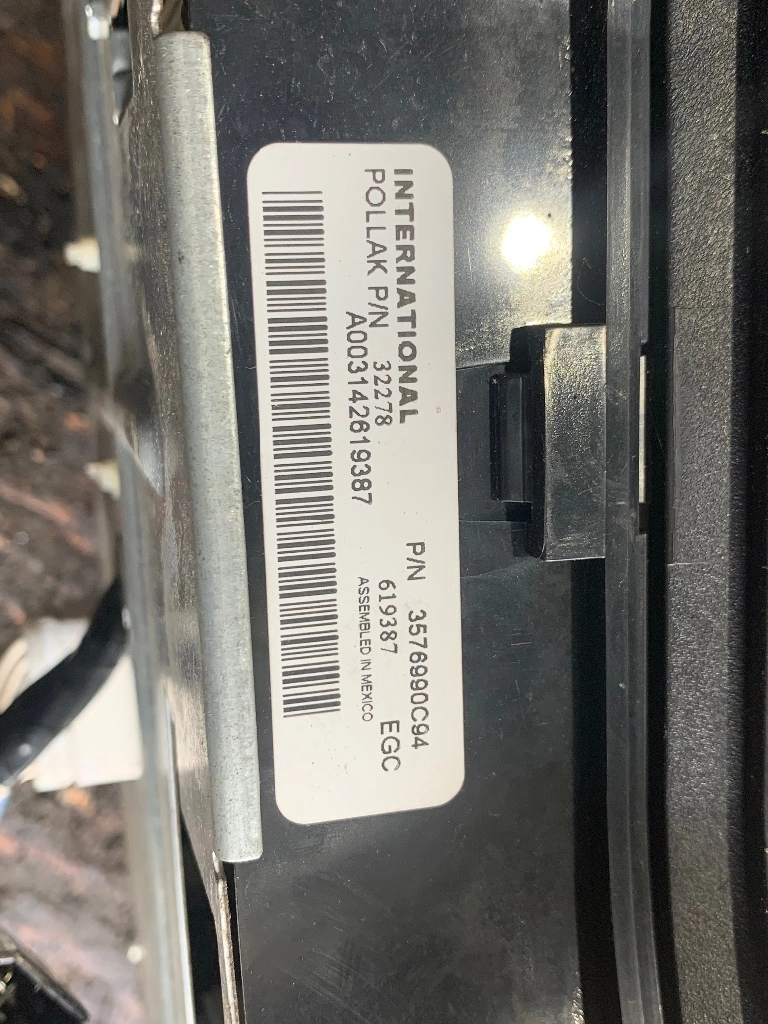 INTERNATIONAL P/N 3576990C94
POLLAK P/N 32278 619387 EGC
A003142619387 ASSEMBLED IN MEXICO